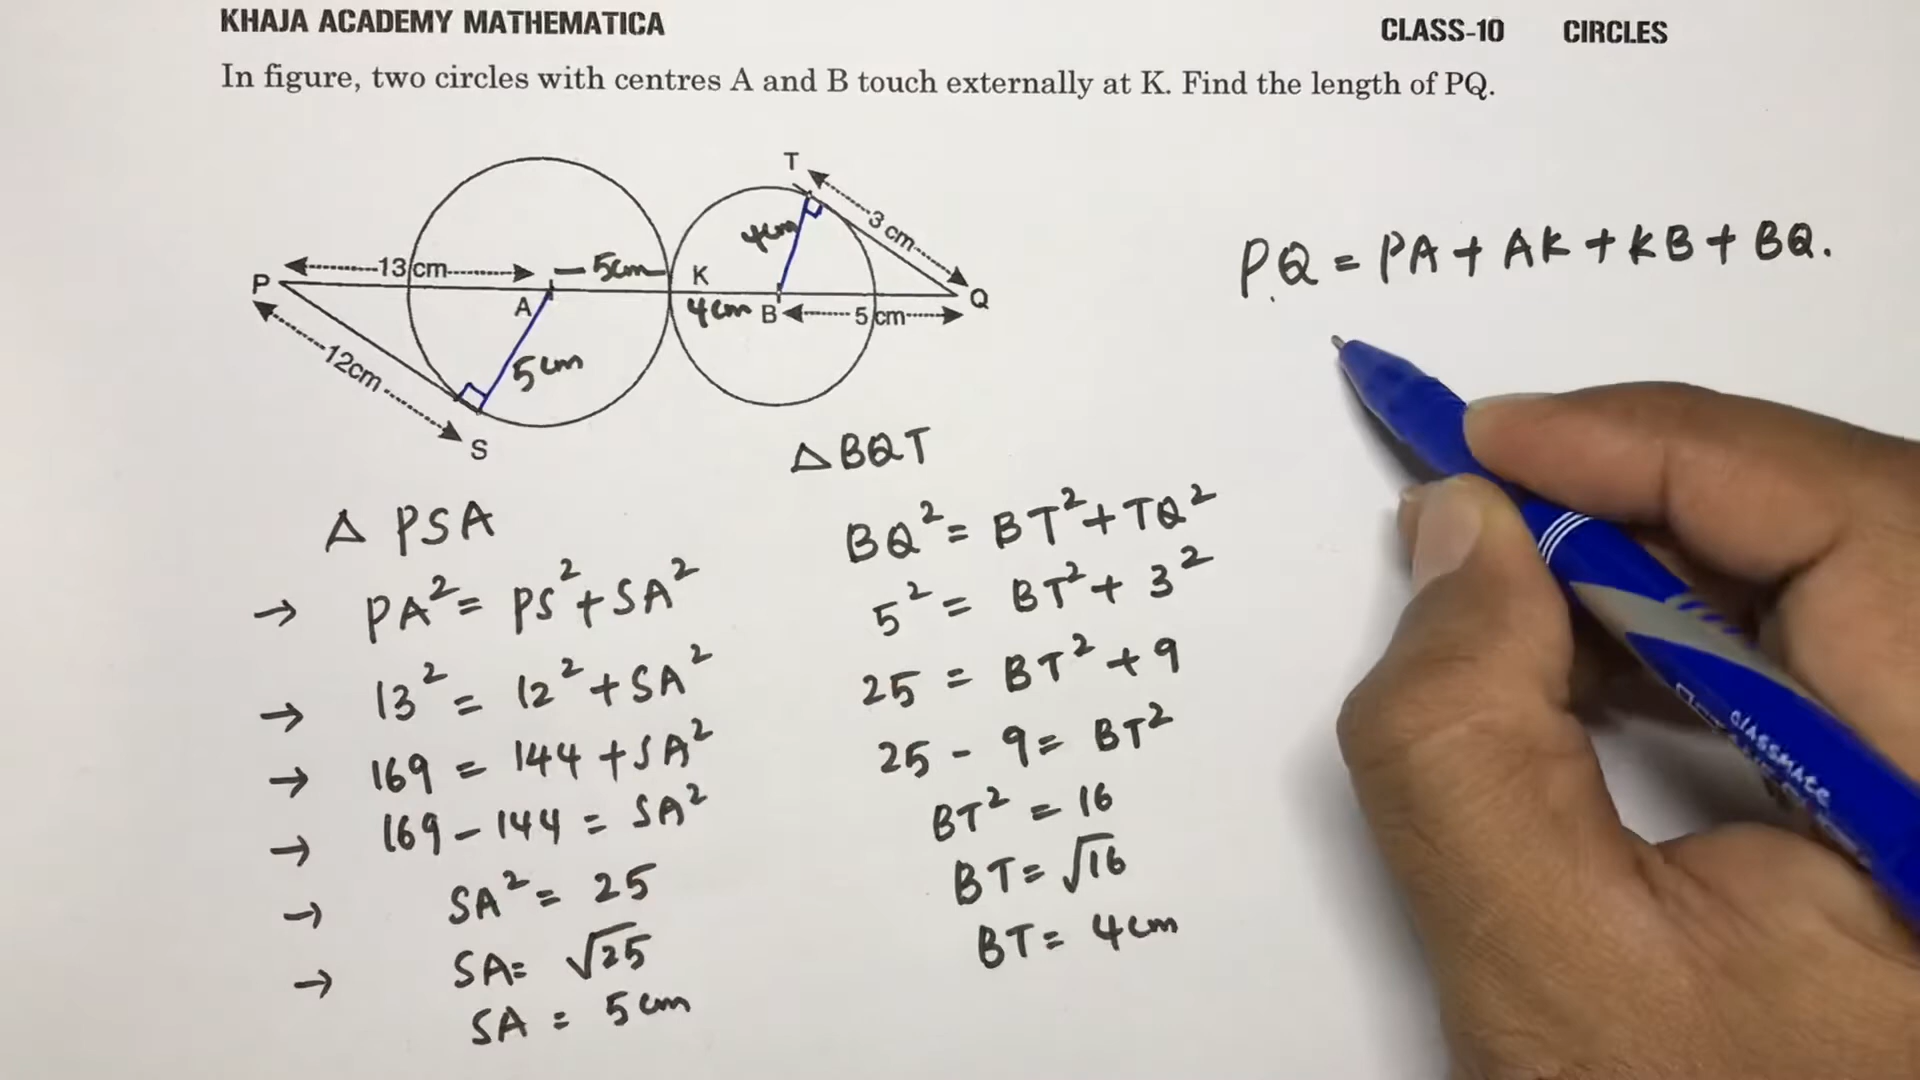 KHAJA ACADEMY MATHEMATICA CLASS-10 CIRCLES
In figure, two circles with centres A and B touch externally at K. Find the length of PQ.
T
3 cm
4cm
P
13 cm
5cm
K
A
4cm
B
5 cm
Q
12cm
5cm
S
PQ = PA + AK + KB + BQ.
△ PSA
→ PA² = PS² + SA²
→ 13² = 12² + SA²
→ 169 = 144 + SA²
→ 169 - 144 = SA²
→ SA² = 25
→ SA = √25
SA = 5cm
△ BQT
BQ² = BT² + TQ²
5² = BT² + 3²
25 = BT² + 9
25 - 9 = BT²
BT² = 16
BT = √16
BT = 4cm
CLASSMATE